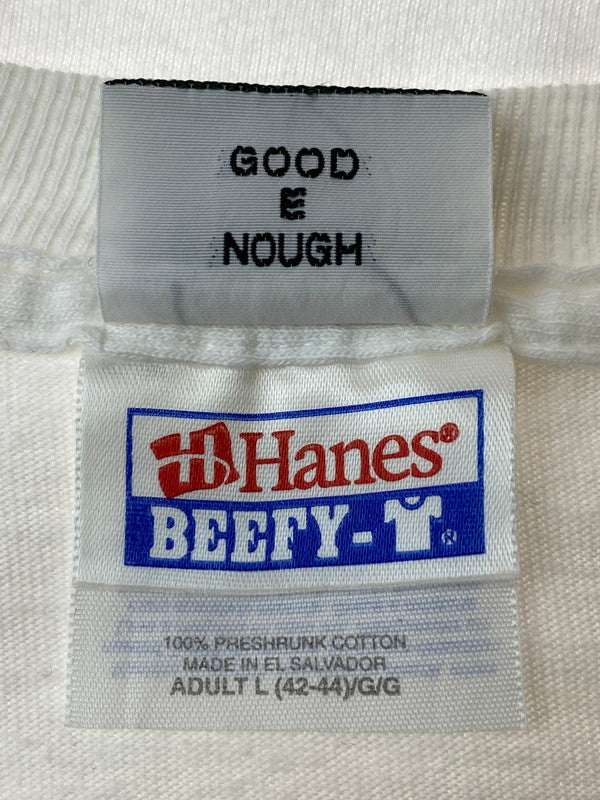 GOOD
E
NOUGH
Hanes®
BEEFY-T®
100% PRESHRUNK COTTON
MADE IN EL SALVADOR
ADULT L (42-44)/G/G